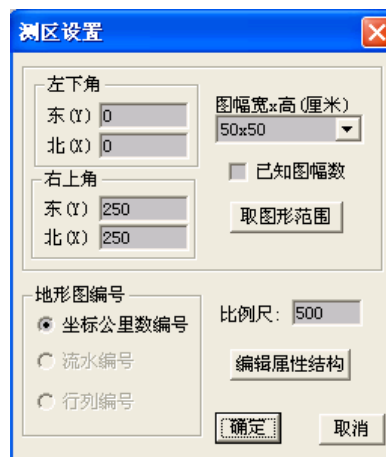 测区设置
左下角
东(Y) 0
北(X) 0
图幅宫x高(厘米)
50x50
已知图幅数
右上角
东(Y) 250
北(X) 250
取图形范围
地形图编号
坐标公里数编号
流水编号
行列编号
比例尺: 500
编辑属性结构
确定
取消